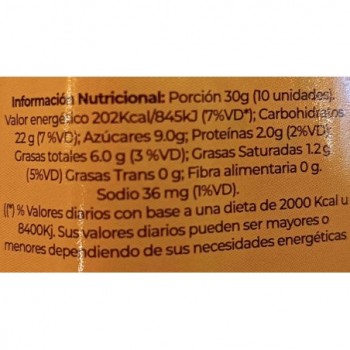 Información Nutricional: Porción 30g (10 unidades).
Valor energético 202Kcal/845kJ (7%VD*); Carbohidratos
22 g (7%VD); Azúcares 9.0g; Proteínas 2.0g (2%VD)
Grasas totales 6.0 g (3 %VD); Grasas Saturadas 1.2 g
(5%VD) Grasas Trans 0 g; Fibra alimentaria 0 g.
Sodio 36 mg (1%VD).
((*) % Valores diarios con base a una dieta de 2000 Kcal u
8400Kj. Sus valores diarios pueden ser mayores o
menores dependiendo de sus necesidades energéticas